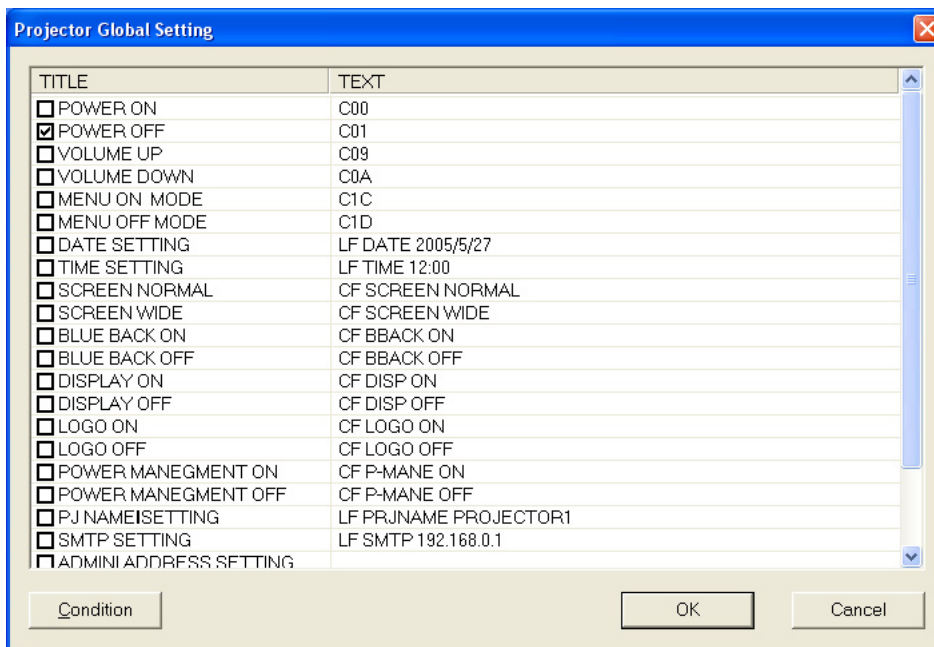 Projector Global Setting
TITLE TEXT
POWER ON C00
POWER OFF C01
VOLUME UP C09
VOLUME DOWN C0A
MENU ON MODE C1C
MENU OFF MODE C1D
DATE SETTING LF DATE 2005/5/27
TIME SETTING LF TIME 12:00
SCREEN NORMAL CF SCREEN NORMAL
SCREEN WIDE CF SCREEN WIDE
BLUE BACK ON CF BBACK ON
BLUE BACK OFF CF BBACK OFF
DISPLAY ON CF DISP ON
DISPLAY OFF CF DISP OFF
LOGO ON CF LOGO ON
LOGO OFF CF LOGO OFF
POWER MANEGMENT ON CF P-MANE ON
POWER MANEGMENT OFF CF P-MANE OFF
PJ NAMEISETTING LF PRJNAME PROJECTOR1
SMTP SETTING LF SMTP 192.168.0.1
ADMINI ADDRESS SETTING
Condition OK Cancel